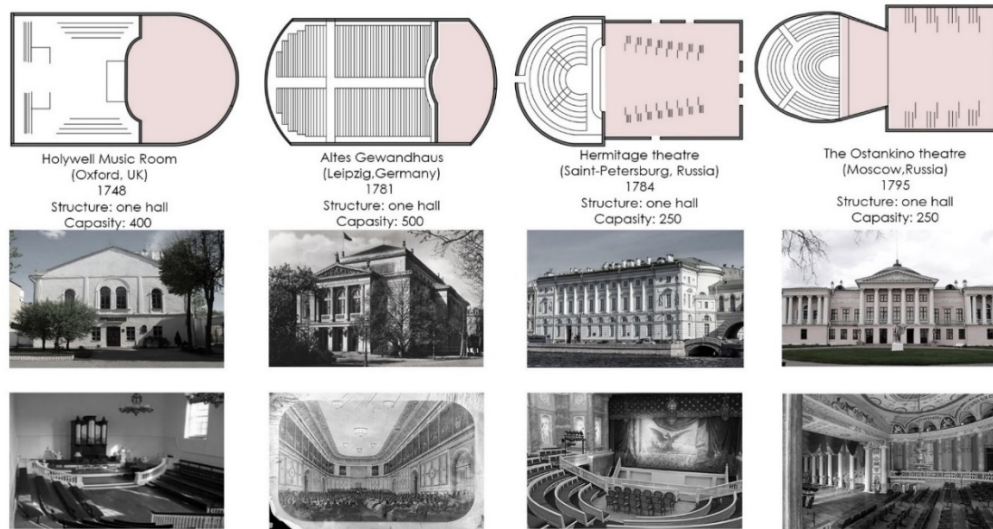 Holywell Music Room
(Oxford, UK)
1748
Structure: one hall
Capasity: 400
Altes Gewandhaus
(Leipzig,Germany)
1781
Structure: one hall
Capasity: 500
Hermitage theatre
(Saint-Petersburg, Russia)
1784
Structure: one hall
Capasity: 250
The Ostankino theatre
(Moscow,Russia)
1795
Structure: one hall
Capasity: 250